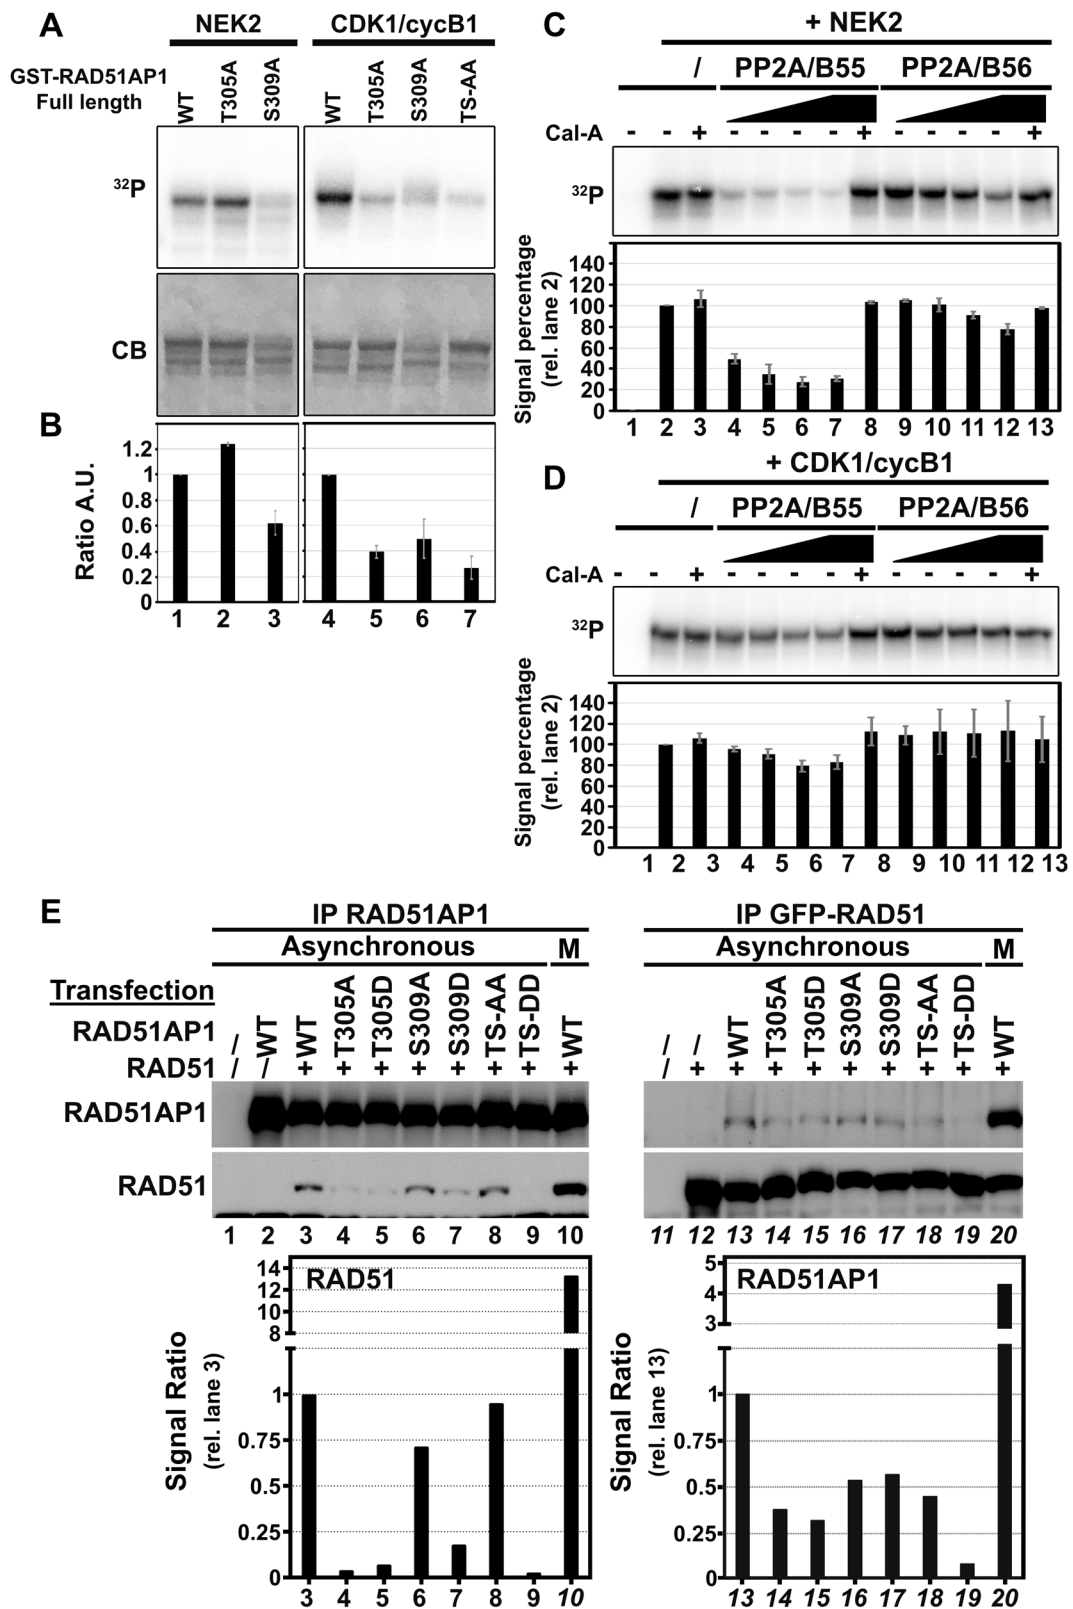 A
NEK2 CDK1/cycB1
GST-RAD51AP1
Full length
WT T305A S309A WT T305A S309A TS-AA
32P
CB
B
Ratio A.U.
1.2
1
0.8
0.6
0.4
0.2
0
1 2 3 4 5 6 7
C
+ NEK2
/ PP2A/B55 PP2A/B56
Cal-A - - + - - - - + - - - - +
32P
Signal percentage
(rel. lane 2)
140
120
100
80
60
40
20
0
1 2 3 4 5 6 7 8 9 10 11 12 13
D
+ CDK1/cycB1
/ PP2A/B55 PP2A/B56
Cal-A - - + - - - - + - - - - +
32P
Signal percentage
(rel. lane 2)
140
120
100
80
60
40
20
0
1 2 3 4 5 6 7 8 9 10 11 12 13
E
IP RAD51AP1 IP GFP-RAD51
Asynchronous M Asynchronous M
Transfection
RAD51AP1 / WT WT T305A T305D S309A S309D TS-AA TS-DD WT / / WT T305A T305D S309A S309D TS-AA TS-DD WT
RAD51 / / + + + + + + + + / + + + + + + + + +
RAD51AP1
RAD51
1 2 3 4 5 6 7 8 9 10 11 12 13 14 15 16 17 18 19 20
RAD51
Signal Ratio
(rel. lane 3)
14
12
10
8
1
0.75
0.5
0.25
0
3 4 5 6 7 8 9 10
RAD51AP1
Signal Ratio
(rel. lane 13)
5
4
3
1
0.75
0.5
0.25
0
13 14 15 16 17 18 19 20